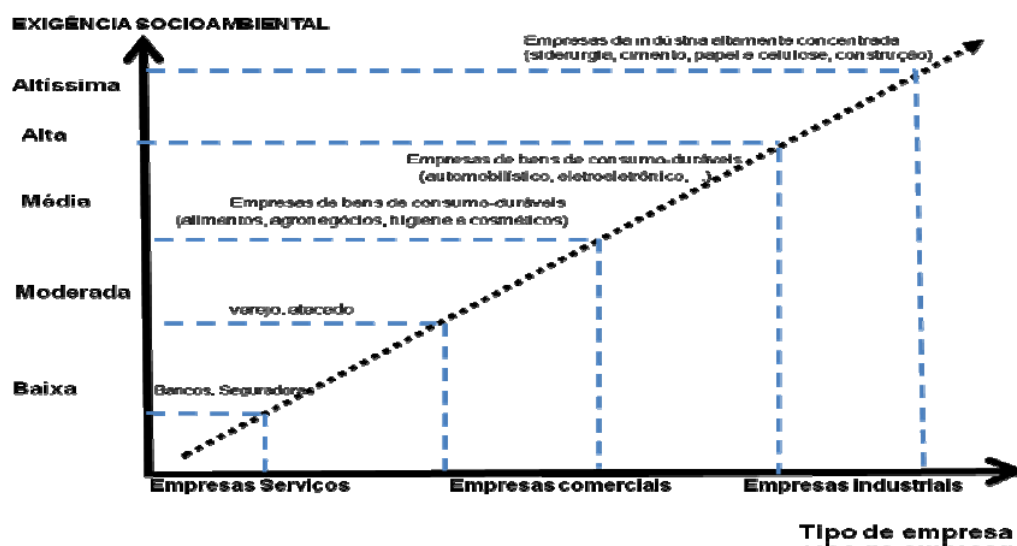 EXIGÊNCIA SOCIOAMBIENTAL
Empresas da indústria altamente concentrada
(siderurgia, cimento, papel e celulose, construção)
Altíssima
Alta
Empresas de bens de consumo-duráveis
(automobilístico, eletroeletrônico, ...)
Média
Empresas de bens de consumo-duráveis
(alimentos, agronegócios, higiene e cosméticos)
Moderada
varejo, atacedo
Baixa
Bancos, Seguradoras
Empresas Serviços
Empresas comerciais
Empresas industriais
Tipo de empresa